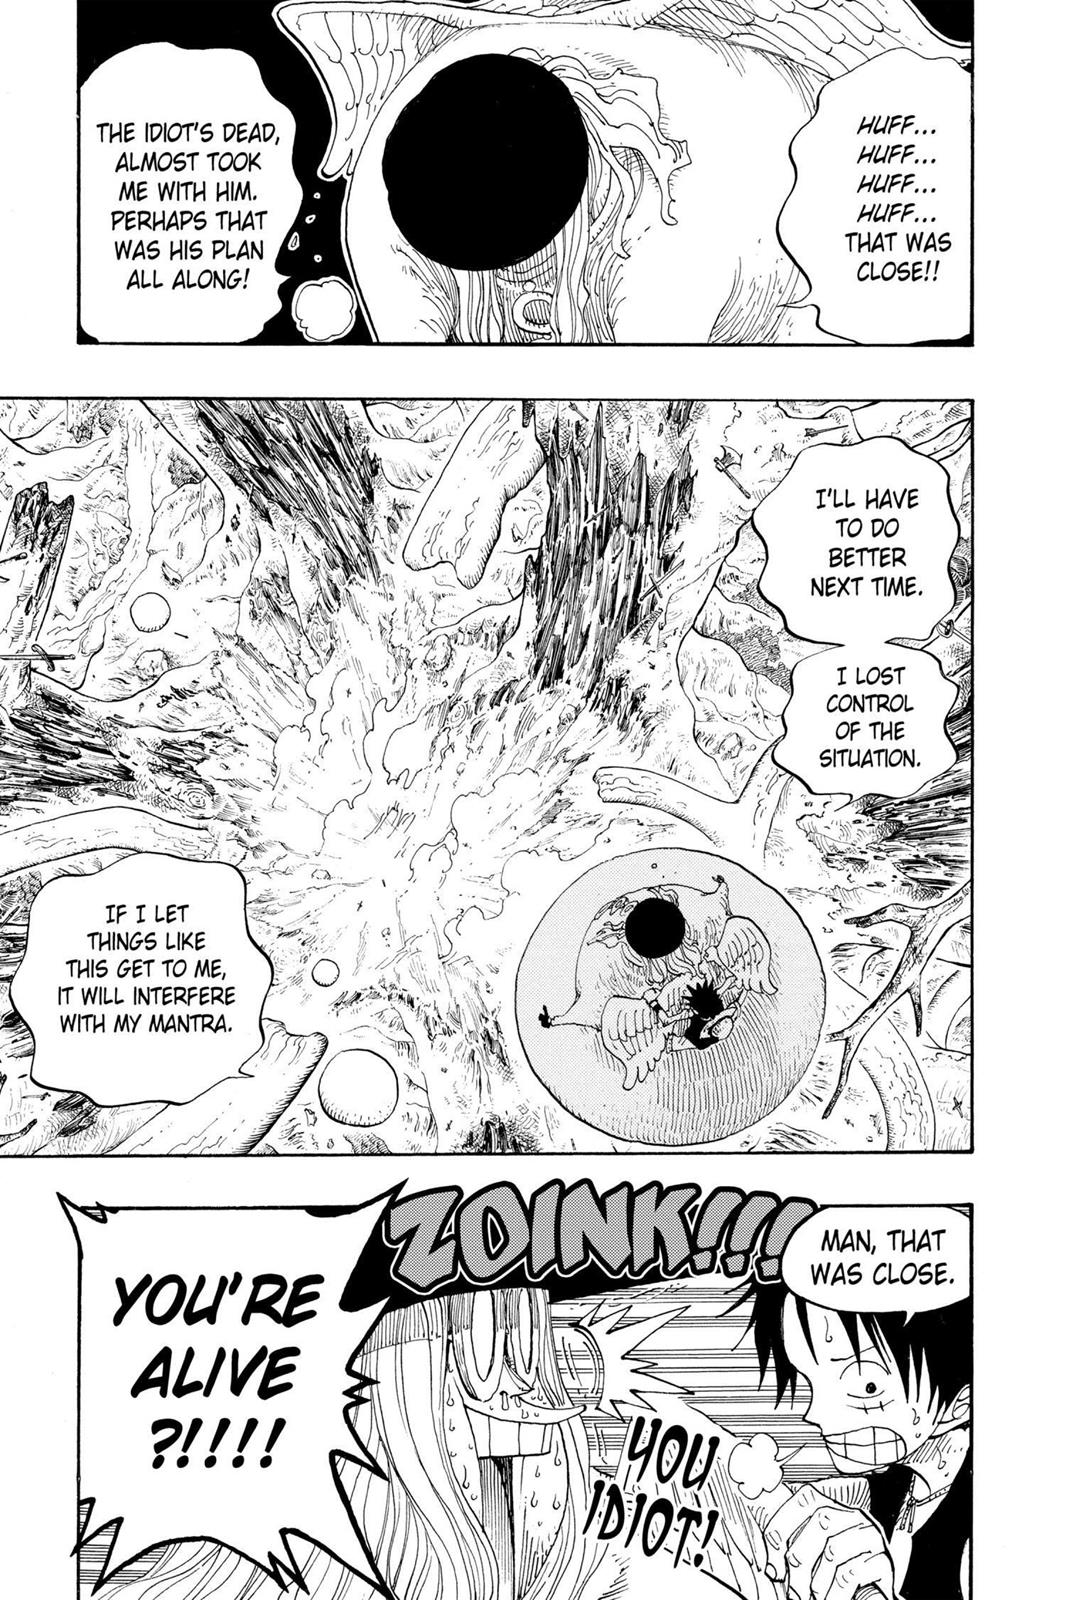 HUFF...
HUFF...
HUFF...
HUFF...
THAT WAS
CLOSE!!
THE IDIOT'S DEAD,
ALMOST TOOK
ME WITH HIM.
PERHAPS THAT
WAS HIS PLAN
ALL ALONG!
I'LL HAVE
TO DO
BETTER
NEXT TIME.
I LOST
CONTROL
OF THE
SITUATION.
IF I LET
THINGS LIKE
THIS GET TO ME,
IT WILL INTERFERE
WITH MY MANTRA.
MAN, THAT
WAS CLOSE.
ZOINK!!!
YOU
IDIOT!
YOU'RE
ALIVE
?!!!!